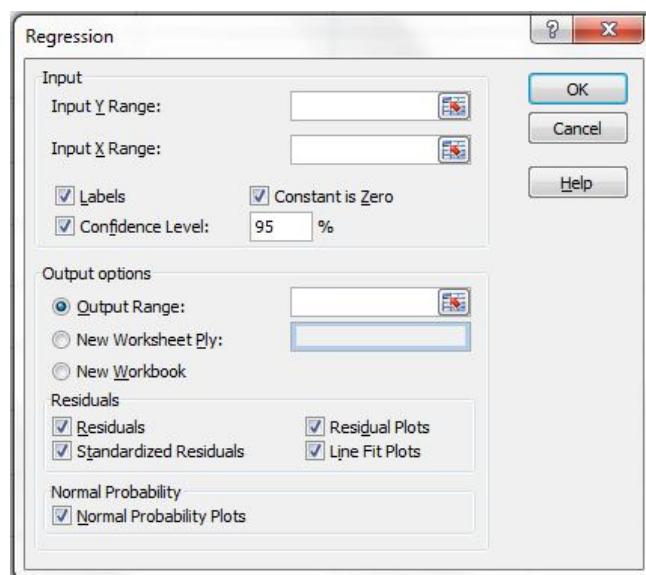 Regression
?
X
Input
Input Y Range:
Input X Range:
Labels
Constant is Zero
Confidence Level:
95
%
OK
Cancel
Help
Output options
Output Range:
New Worksheet Ply:
New Workbook
Residuals
Residuals
Residual Plots
Standardized Residuals
Line Fit Plots
Normal Probability
Normal Probability Plots